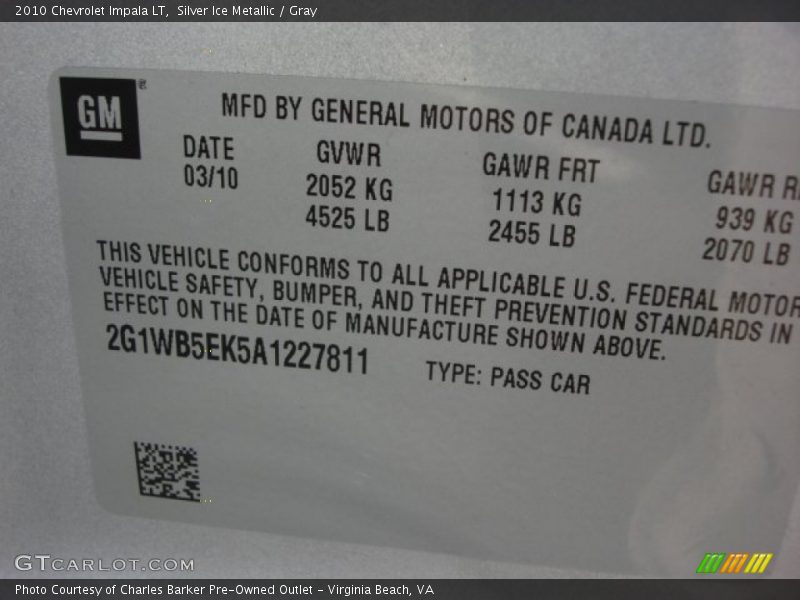 2010 Chevrolet Impala LT,  Silver Ice Metallic / Gray
GM®
MFD BY GENERAL MOTORS OF CANADA LTD.
DATE GVWR GAWR FRT GAWR
03/10 2052 KG 1113 KG 939 KG
4525 LB 2455 LB 2070 LB
THIS VEHICLE CONFORMS TO ALL APPLICABLE U.S. FEDERAL MOTOR
VEHICLE SAFETY, BUMPER, AND THEFT PREVENTION STANDARDS IN
EFFECT ON THE DATE OF MANUFACTURE SHOWN ABOVE.
2G1WB5EK5A1227811 TYPE: PASS CAR
GTCARLOT.COM
Photo Courtesy of Charles Barker Pre-Owned Outlet - Virginia Beach, VA